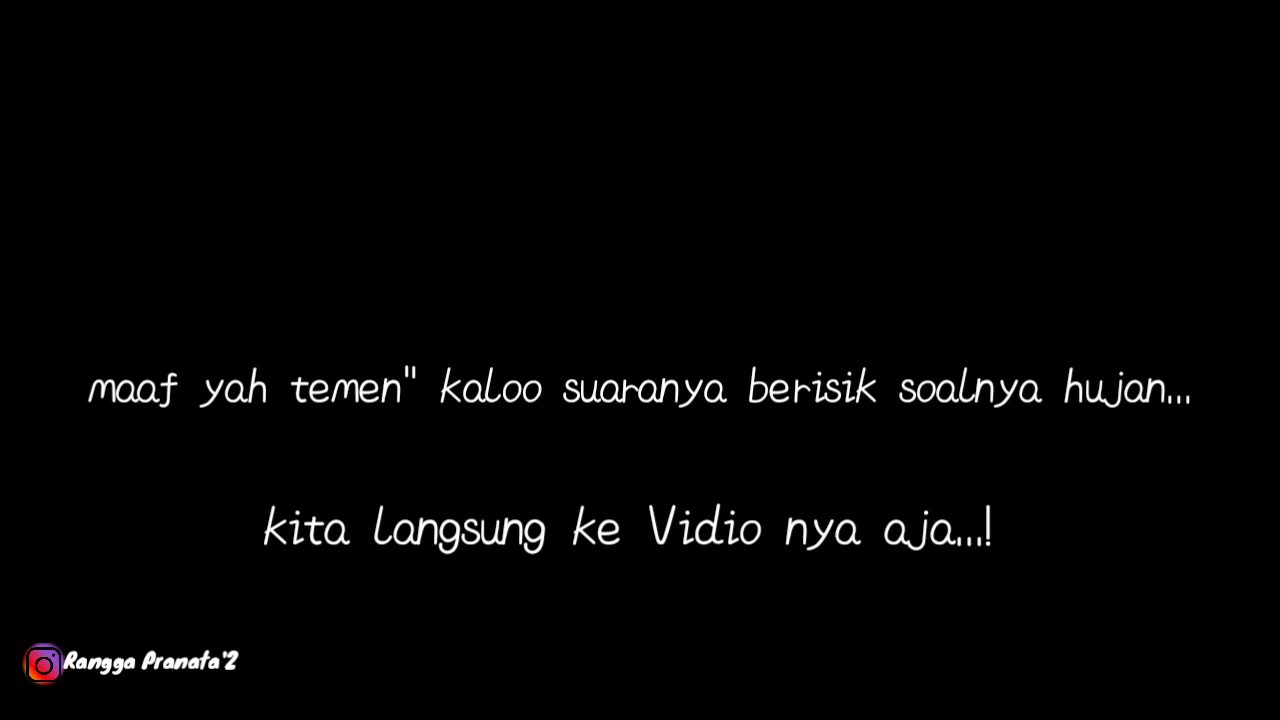 maaf yah temen" kaloo suaranya berisik soalnya hujan...
kita langsung ke Vidio nya aja...!
Rangga Pranata'2